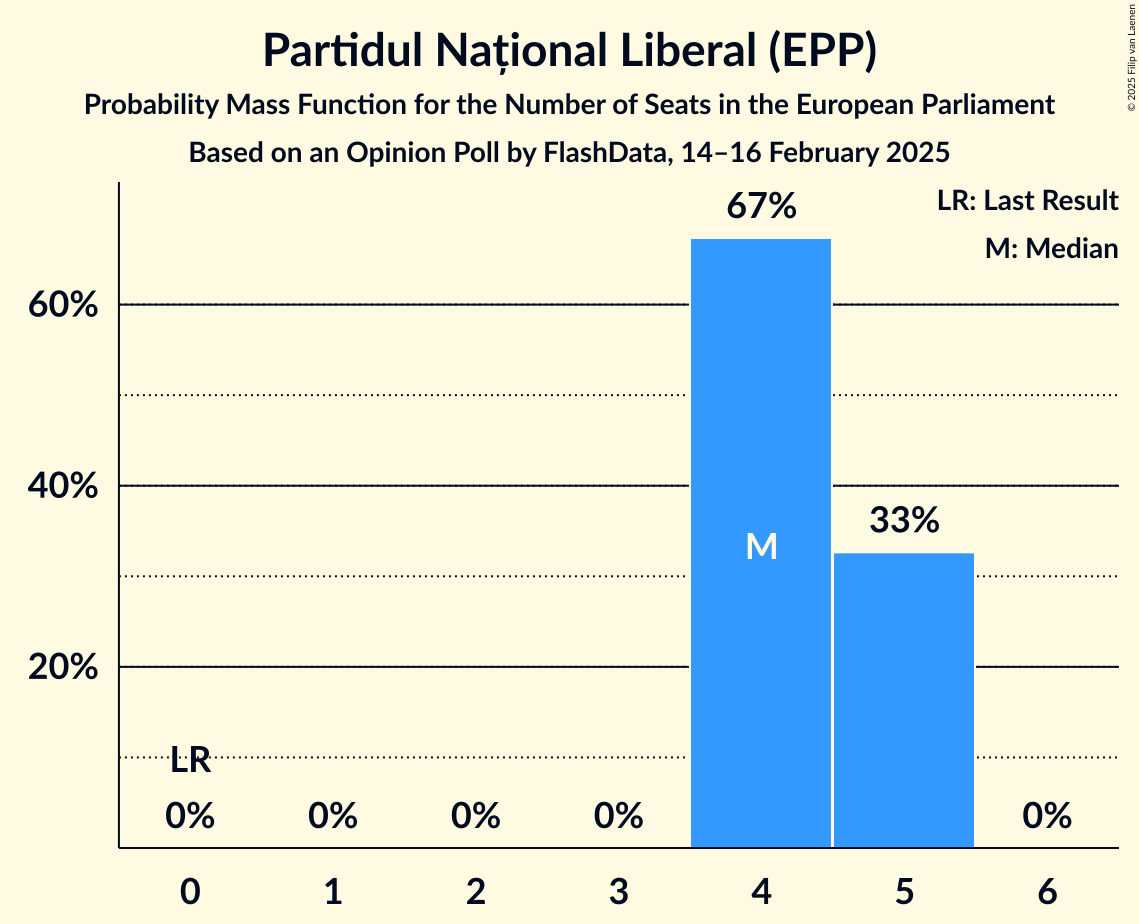 Partidul Național Liberal (EPP)
Probability Mass Function for the Number of Seats in the European Parliament
Based on an Opinion Poll by FlashData, 14–16 February 2025
© 2025 Filip van Laenen
LR: Last Result
M: Median
67%
60%
40%
33%
M
20%
LR
0% 0% 0% 0% 0%
0 1 2 3 4 5 6